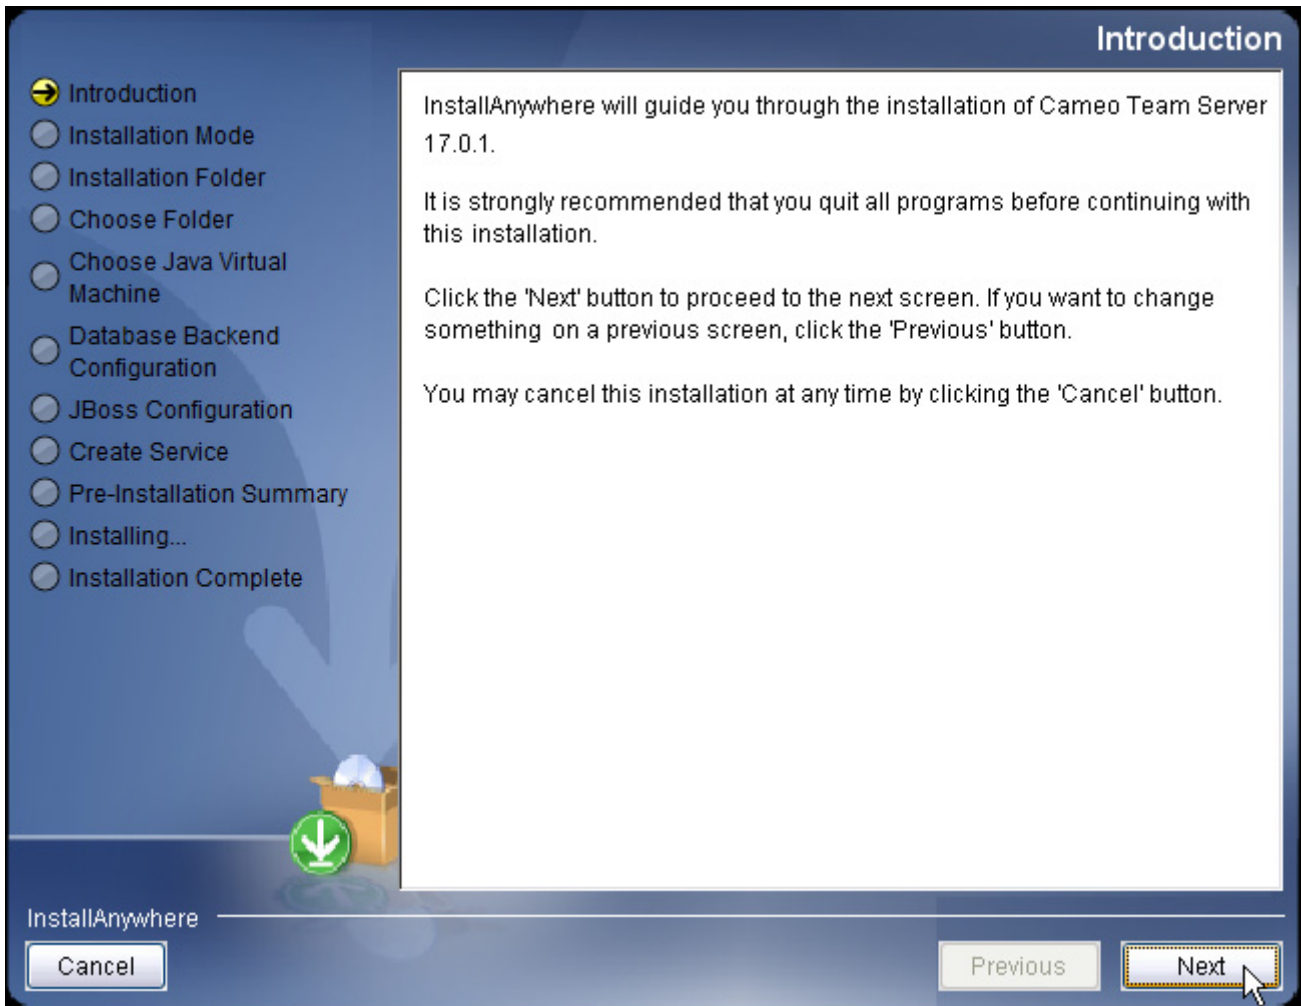 Introduction
Introduction
Installation Mode
Installation Folder
Choose Folder
Choose Java Virtual
Machine
Database Backend
Configuration
JBoss Configuration
Create Service
Pre-Installation Summary
Installing...
Installation Complete
InstallAnywhere will guide you through the installation of Cameo Team Server
17.0.1.
It is strongly recommended that you quit all programs before continuing with
this installation.
Click the 'Next' button to proceed to the next screen. If you want to change
something on a previous screen, click the 'Previous' button.
You may cancel this installation at any time by clicking the 'Cancel' button.
InstallAnywhere
Cancel
Previous
Next